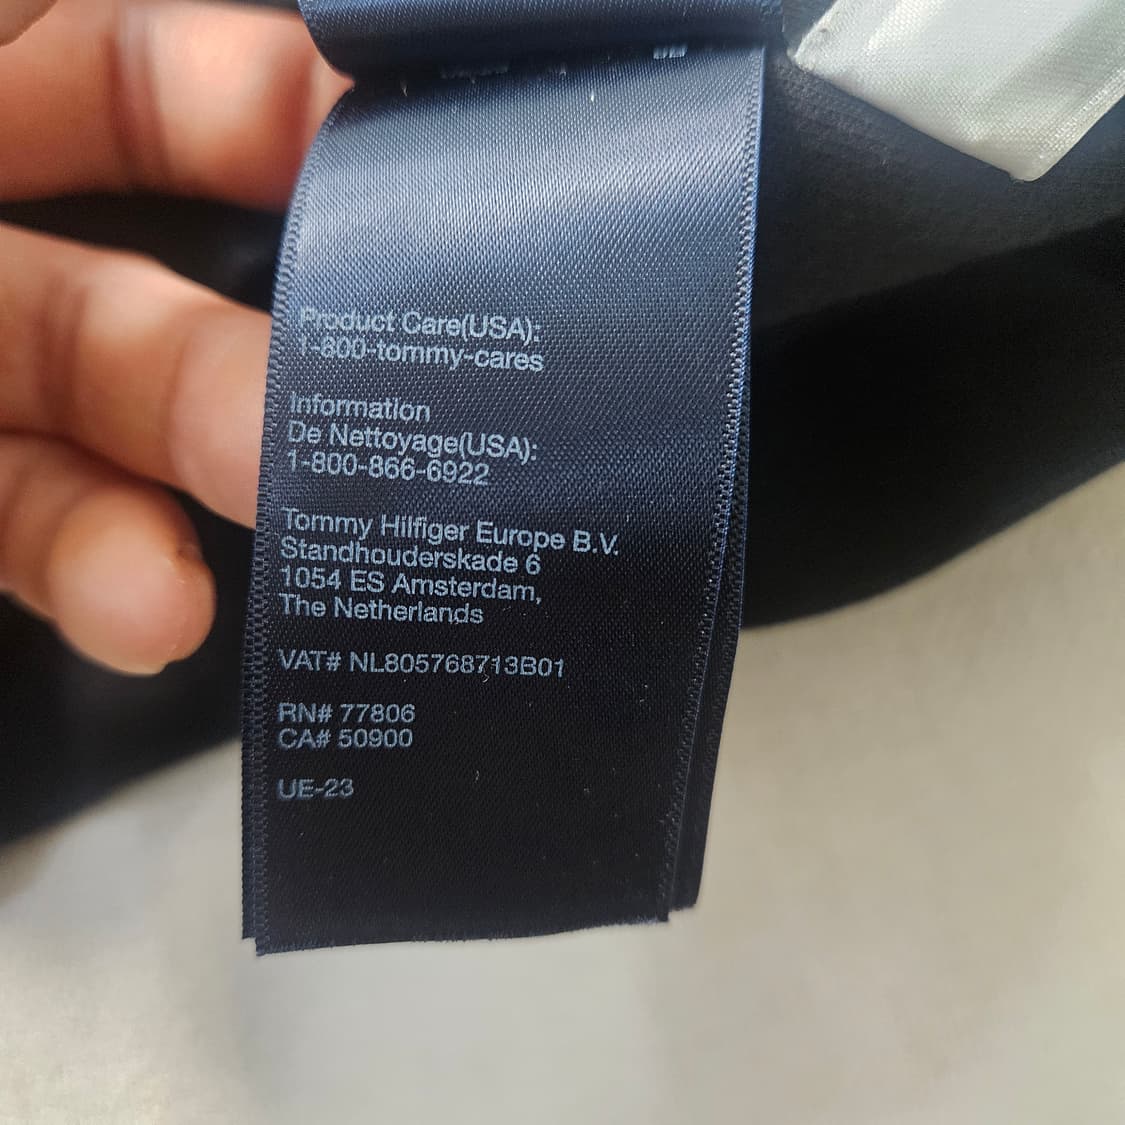 Product Care(USA):
1-800-tommy-cares
Information
De Nettoyage(USA):
1-800-866-6922
Tommy Hilfiger Europe B.V.
Standhouderskade 6
1054 ES Amsterdam,
The Netherlands
VAT# NL805768713B01
RN# 77806
CA# 50900
UE-23